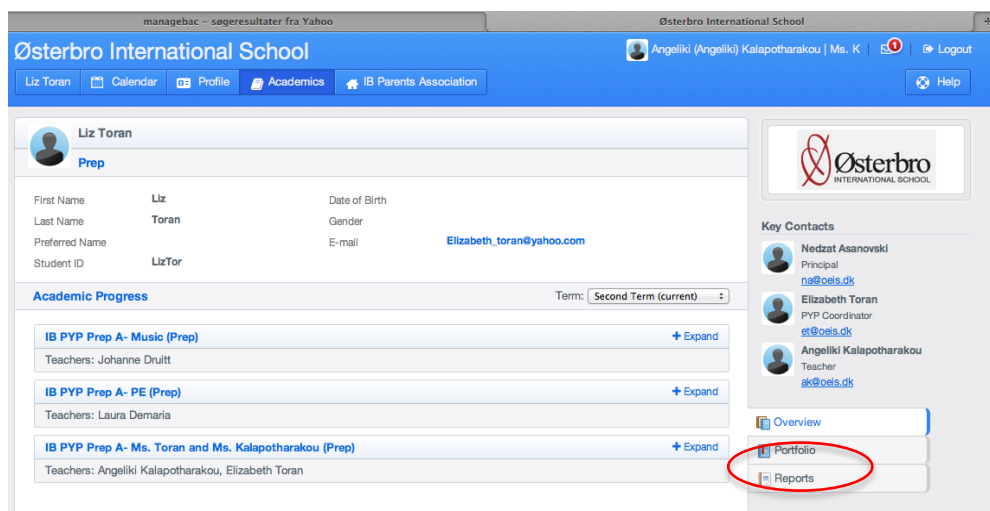 managebac – søgeresultater fra Yahoo
Østerbro International School
Østerbro International School
Angeliki (Angeliki) Kalapotharakou | Ms. K | 1 | Logout
Liz Toran Calendar Profile Academics IB Parents Association Help
Liz Toran
Prep
First Name Liz Date of Birth
Last Name Toran Gender
Preferred Name E-mail Elizabeth_toran@yahoo.com
Student ID LizTor
Academic Progress Term: Second Term (current)
IB PYP Prep A- Music (Prep) + Expand
Teachers: Johanne Druitt
IB PYP Prep A- PE (Prep) + Expand
Teachers: Laura Demaria
IB PYP Prep A- Ms. Toran and Ms. Kalapotharakou (Prep) + Expand
Teachers: Angeliki Kalapotharakou, Elizabeth Toran
Østerbro
INTERNATIONAL SCHOOL
Key Contacts
Nedzat Asanovski
Principal
na@oeis.dk
Elizabeth Toran
PYP Coordinator
et@oeis.dk
Angeliki Kalapotharakou
Teacher
ak@oeis.dk
Overview
Portfolio
Reports